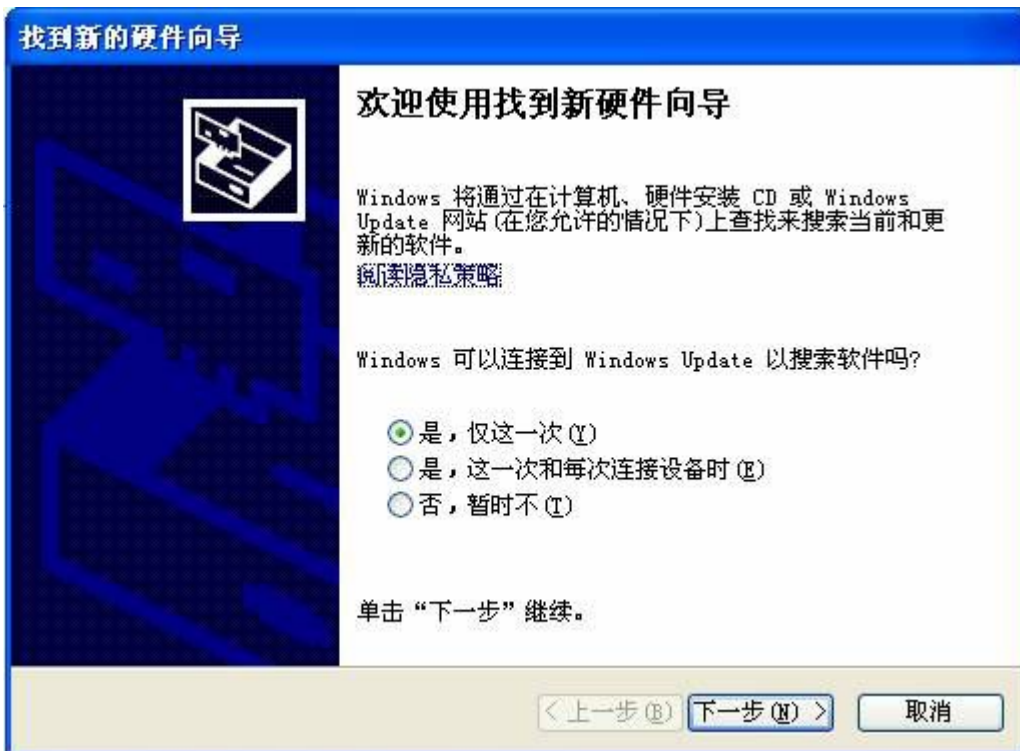 找到新的硬件向导
欢迎使用找到新硬件向导
Windows 将通过在计算机、硬件安装 CD 或 Windows
Update 网站(在您允许的情况下)上查找来搜索当前和更
新的软件。
阅读隐私策略
Windows 可以连接到 Windows Update 以搜索软件吗?
是，仅这一次(Y)
是，这一次和每次连接设备时(E)
否，暂时不(T)
单击“下一步”继续。
< 上一步(B) 下一步(N) > 取消